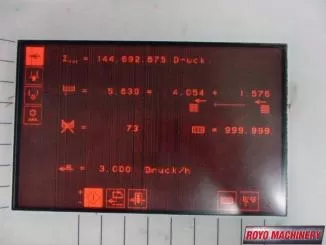 Σ = 144,692,675 Druck.
= 5.630 = 4.054 + 1.576
= 73 = 999.999
= 3.000 Druck/h
ROYO MACHINERY